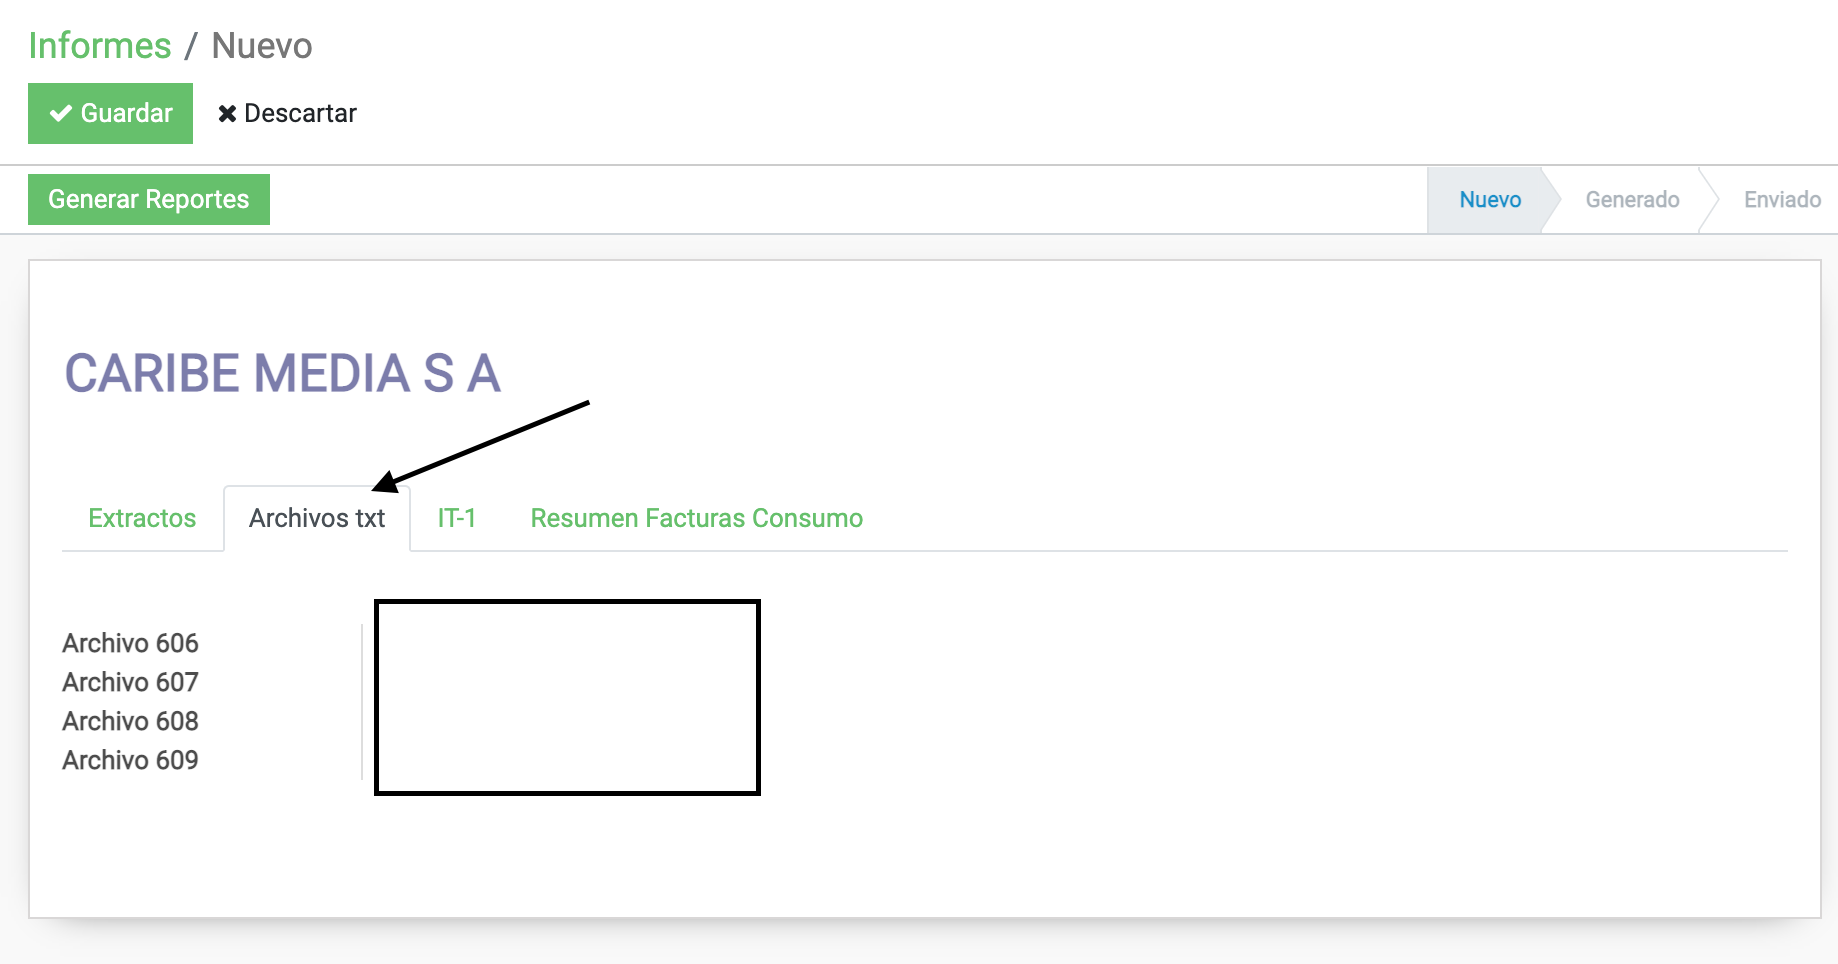 Informes / Nuevo
Guardar Descartar
Generar Reportes Nuevo Generado Enviado
CARIBE MEDIA S A
Extractos Archivos txt IT-1 Resumen Facturas Consumo
Archivo 606
Archivo 607
Archivo 608
Archivo 609